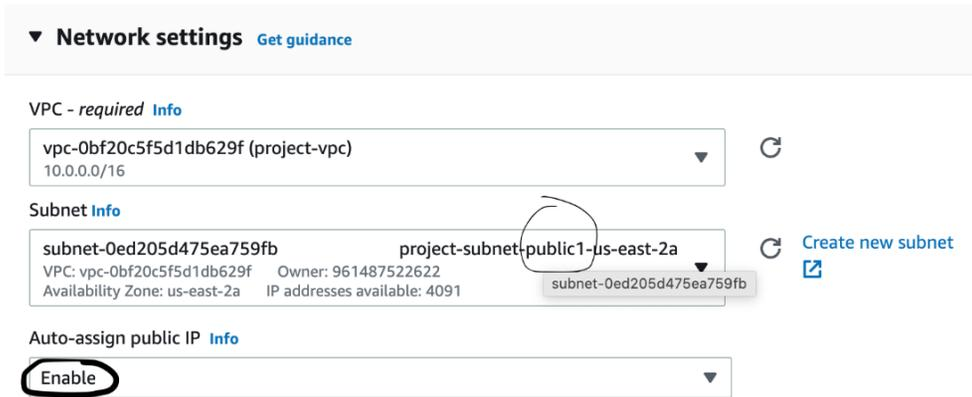 Network settings Get guidance
VPC - required Info
vpc-0bf20c5f5d1db629f (project-vpc)
10.0.0.0/16
Subnet Info
subnet-0ed205d475ea759fb project-subnet-public1-us-east-2a
VPC: vpc-0bf20c5f5d1db629f Owner: 961487522622
Availability Zone: us-east-2a IP addresses available: 4091
Create new subnet
subnet-0ed205d475ea759fb
Auto-assign public IP Info
Enable